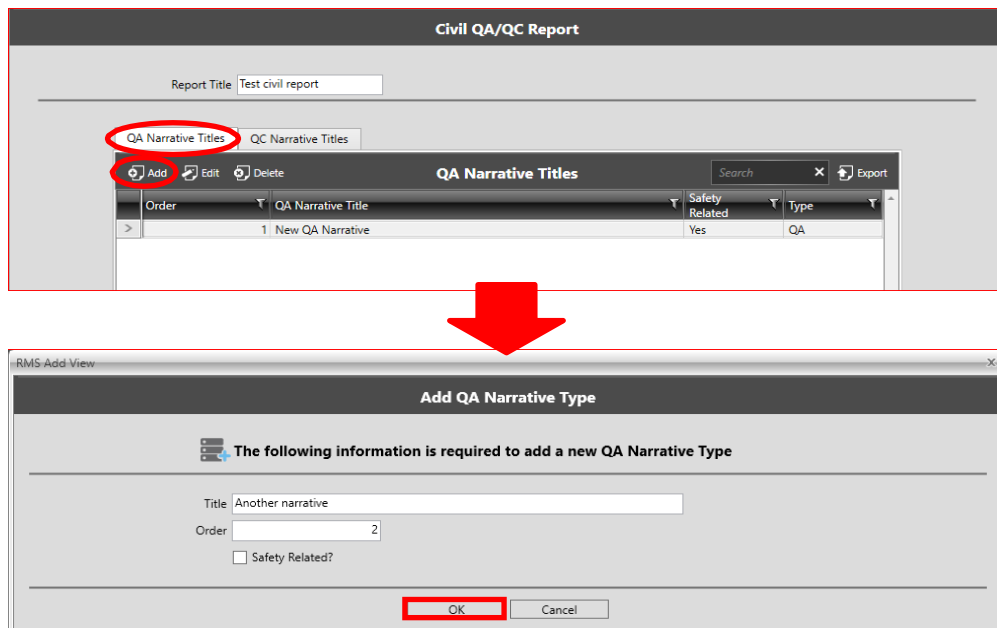 Civil QA/QC Report
Report Title Test civil report
QA Narrative Titles QC Narrative Titles
Add Edit Delete QA Narrative Titles Search × Export
Order QA Narrative Title Safety Related Type
> 1 New QA Narrative Yes QA
RMS Add View x
Add QA Narrative Type
The following information is required to add a new QA Narrative Type
Title Another narrative
Order 2
Safety Related?
OK Cancel